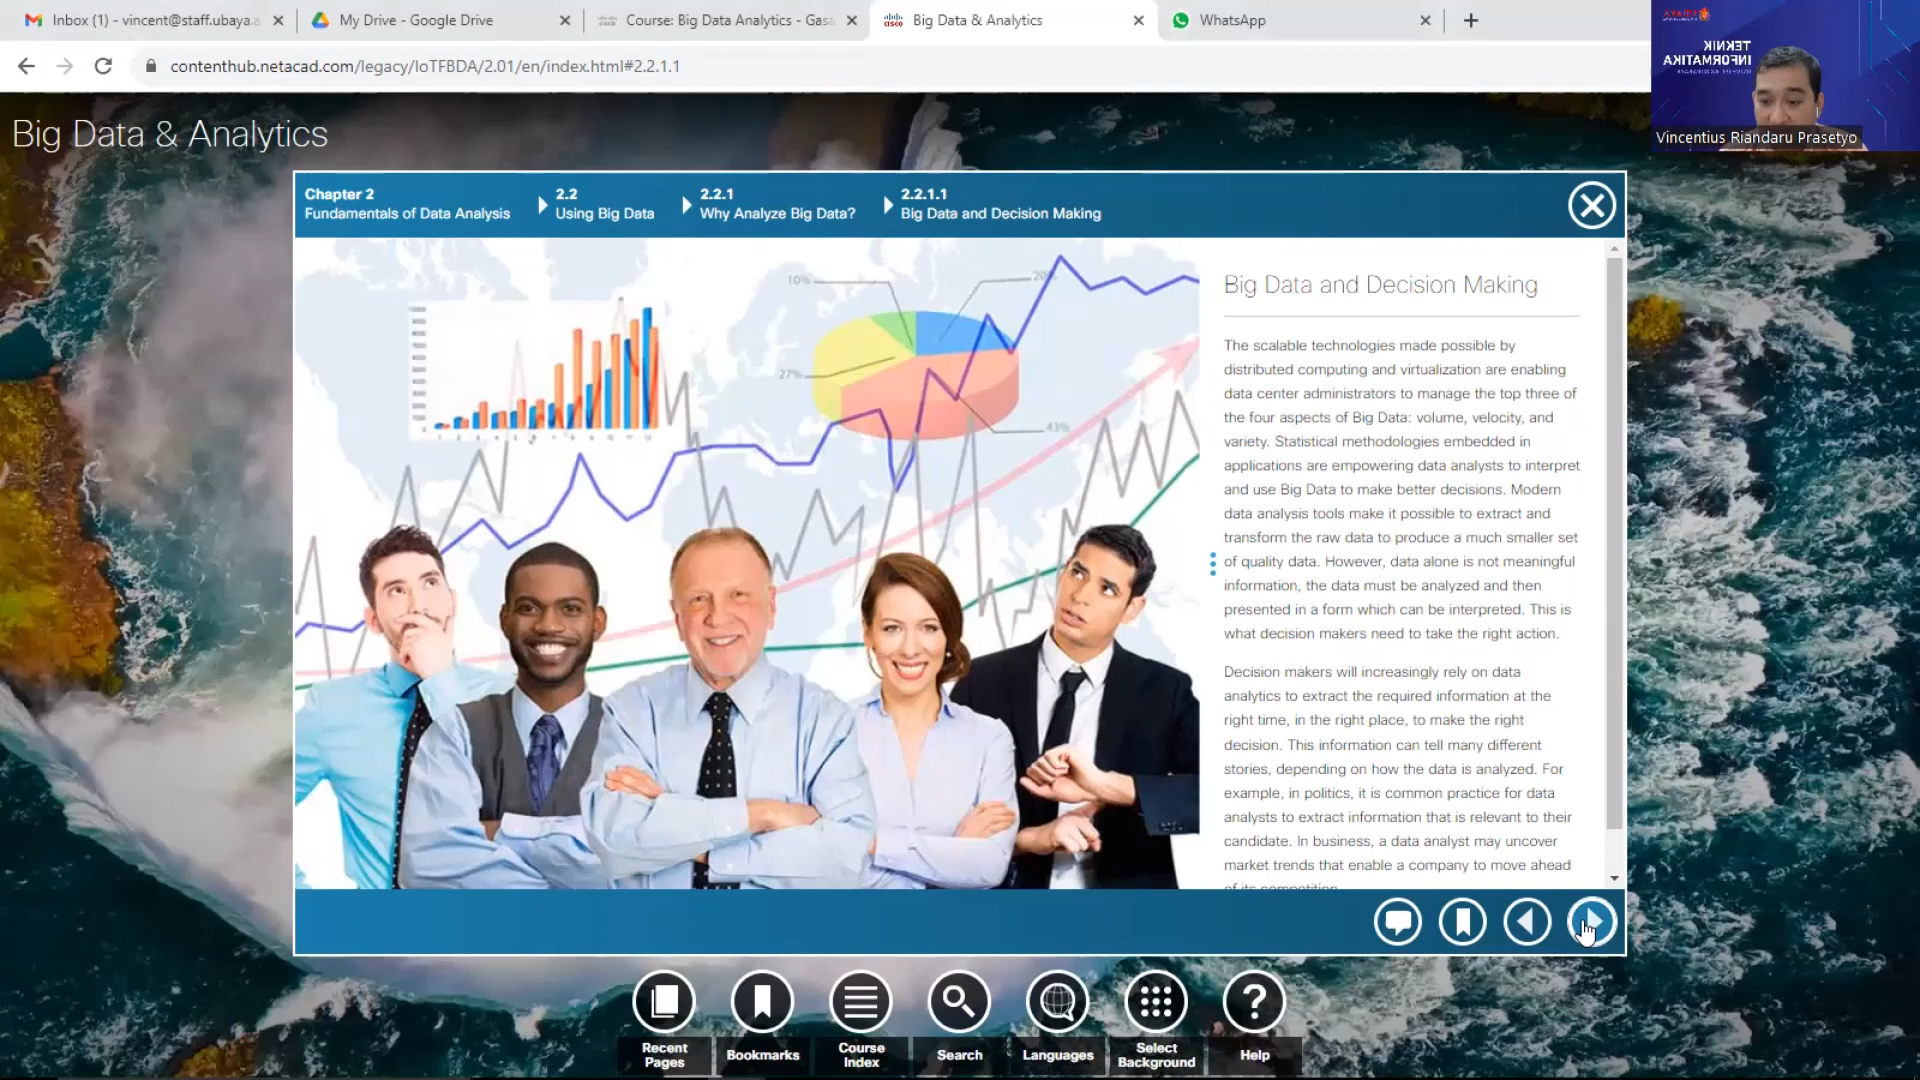 Inbox (1) - vincent@staff.ubaya.a
My Drive - Google Drive
Course: Big Data Analytics - Gasa
Big Data & Analytics
WhatsApp
contenthub.netacad.com/legacy/IoTFBDA/2.01/en/index.html#2.2.1.1
TEKNIK
INFORMATIKA
Vincentius Riandaru Prasetyo
Big Data & Analytics
Chapter 2
Fundamentals of Data Analysis
2.2
Using Big Data
2.2.1
Why Analyze Big Data?
2.2.1.1
Big Data and Decision Making
10%
20%
27%
43%
Big Data and Decision Making
The scalable technologies made possible by
distributed computing and virtualization are enabling
data center administrators to manage the top three of
the four aspects of Big Data: volume, velocity, and
variety. Statistical methodologies embedded in
applications are empowering data analysts to interpret
and use Big Data to make better decisions. Modern
data analysis tools make it possible to extract and
transform the raw data to produce a much smaller set
of quality data. However, data alone is not meaningful
information, the data must be analyzed and then
presented in a form which can be interpreted. This is
what decision makers need to take the right action.
Decision makers will increasingly rely on data
analytics to extract the required information at the
right time, in the right place, to make the right
decision. This information can tell many different
stories, depending on how the data is analyzed. For
example, in politics, it is common practice for data
analysts to extract information that is relevant to their
candidate. In business, a data analyst may uncover
market trends that enable a company to move ahead
of its competition.
Recent
Pages
Bookmarks
Course
Index
Search
Languages
Select
Background
Help